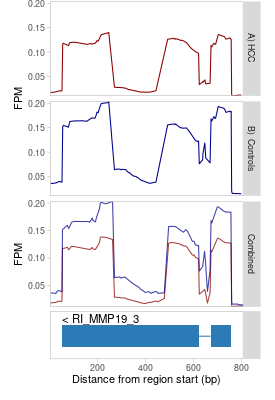 0.20
0.15
0.10
0.05
A) HCC
FPM
0.20
0.15
0.10
0.05
B) Controls
0.20
0.15
0.10
0.05
Combined
FPM
< RI_MMP19_3
200
400
600
800
Distance from region start (bp)